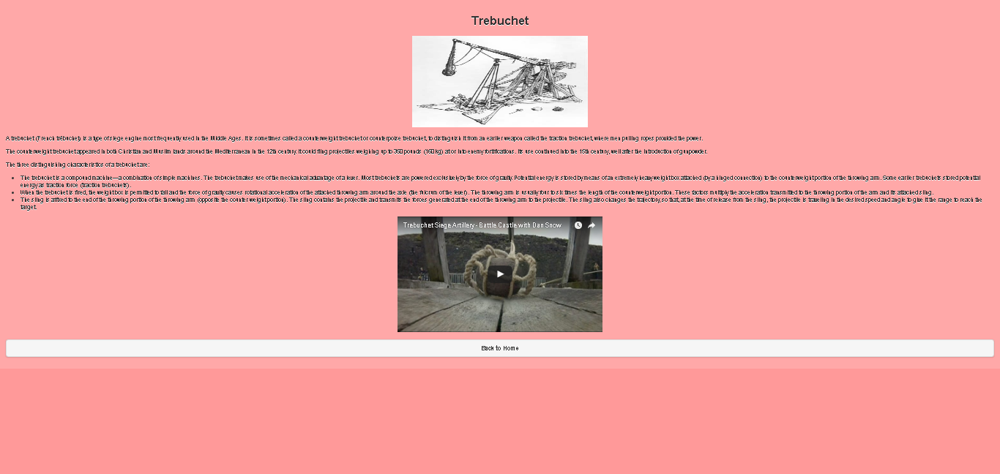 Trebuchet
A trebuchet (French trébuchet) is a type of siege engine most frequently used in the Middle Ages. It is sometimes called a counterweight trebuchet or counterpoise trebuchet, to distinguish it from an earlier weapon called the traction trebuchet, where men pulling ropes provided the power.
The counterweight trebuchet appeared in both Christian and Muslim lands around the Mediterranean in the 12th century. It could fling projectiles weighing up to 350 pounds (160 kg) at or into enemy fortifications. Its use continued into the 15th century, well after the introduction of gunpowder.
The three distinguishing characteristics of a trebuchet are:
The trebuchet is a compound machine—a combination of simple machines. The trebuchet makes use of the mechanical advantage of a lever. Most trebuchets are powered exclusively by the force of gravity. Potential energy is stored by means of an extremely heavy weight box attached (by a hinged connection) to the counterweight portion of the throwing arm. Some earlier trebuchets stored potential
energy as traction force (traction trebuchets).
When the trebuchet is fired, the weight box is permitted to fall and the force of gravity causes rotational acceleration of the attached throwing arm around the axle (the fulcrum of the lever). The throwing arm is usually four to six times the length of the counterweight portion. These factors multiply the acceleration transmitted to the throwing portion of the arm and its attached sling.
The sling is affixed to the end of the throwing portion of the throwing arm (opposite the counter weight portion). The sling contains the projectile and transmits the forces generated at the end of the throwing arm to the projectile. The sling also changes the trajectory, so that, at the time of release from the sling, the projectile is traveling in the desired speed and angle to give it the range to reach the
target.
Trebuchet Siege Artillery - Battle Castle with Dan Snow
Back to Home